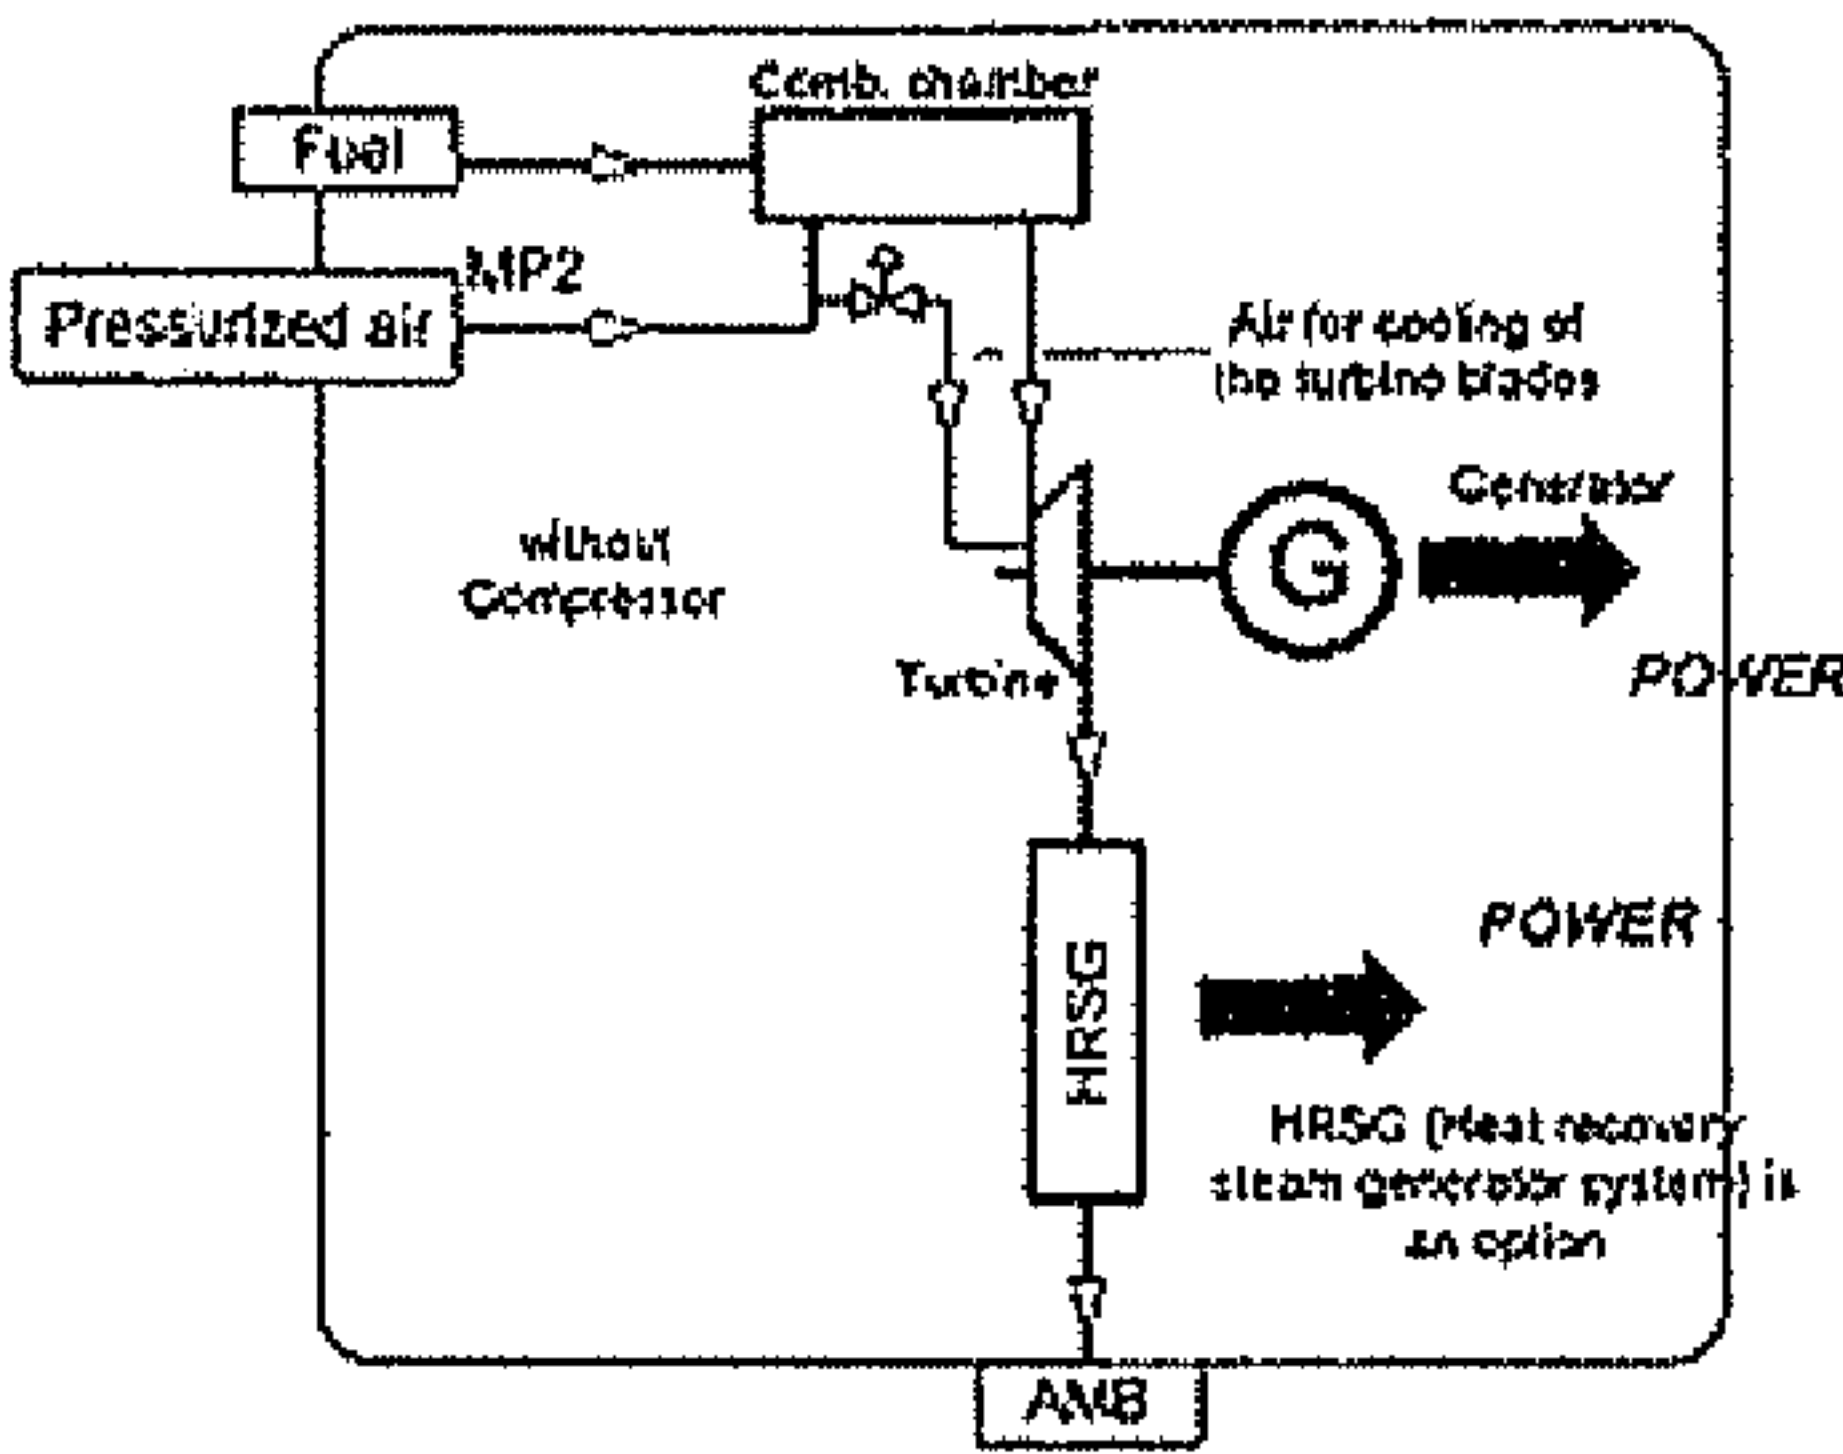 Comb. chamber
Fuel
MP2
Pressurized air
Air for cooling of
the turbine blades
Generator
G
without
Compressor
Turbine
POWER
POWER
HRSG
HRSG (Heat recovery
steam generator system) is
an option
AMB